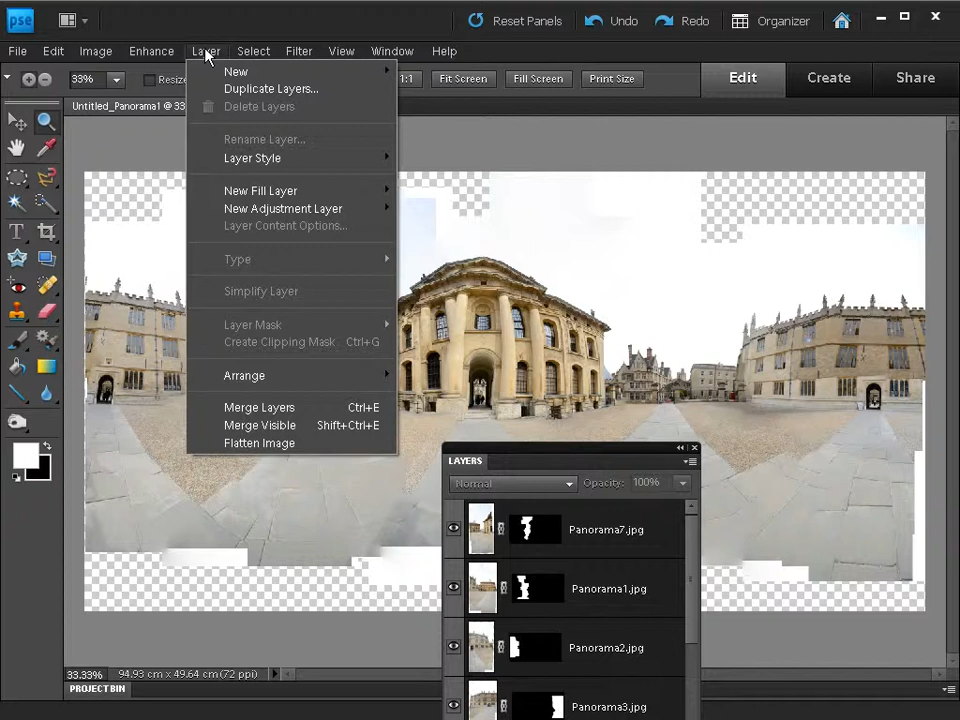 pse
Reset Panels
Undo
Redo
Organizer
File Edit Image Enhance Layer Select Filter View Window Help
33%
1:1
Fit Screen
Fill Screen
Print Size
Edit
Create
Share
Untitled_Panorama1 @ 33
New
Duplicate Layers...
Delete Layers
Rename Layer...
Layer Style
New Fill Layer
New Adjustment Layer
Layer Content Options...
Type
Simplify Layer
Layer Mask
Create Clipping Mask Ctrl+G
Arrange
Merge Layers Ctrl+E
Merge Visible Shift+Ctrl+E
Flatten Image
LAYERS
Normal Opacity: 100%
Panorama7.jpg
Panorama1.jpg
Panorama2.jpg
Panorama3.jpg
33.33% 94.93 cm x 49.64 cm (72 ppi)
PROJECT BIN